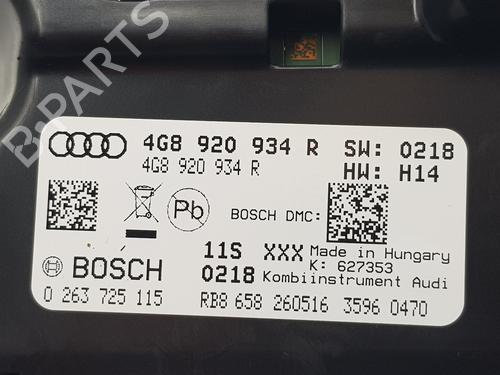 B-PARTS
4G8 920 934 R SW: 0218
4G8 920 934 R HW: H14
Pb
BOSCH DMC:
11S XXX Made in Hungary
K: 627353
BOSCH 0218 Kombiinstrument Audi
0 263 725 115 RB8 658 260516 3596 0470